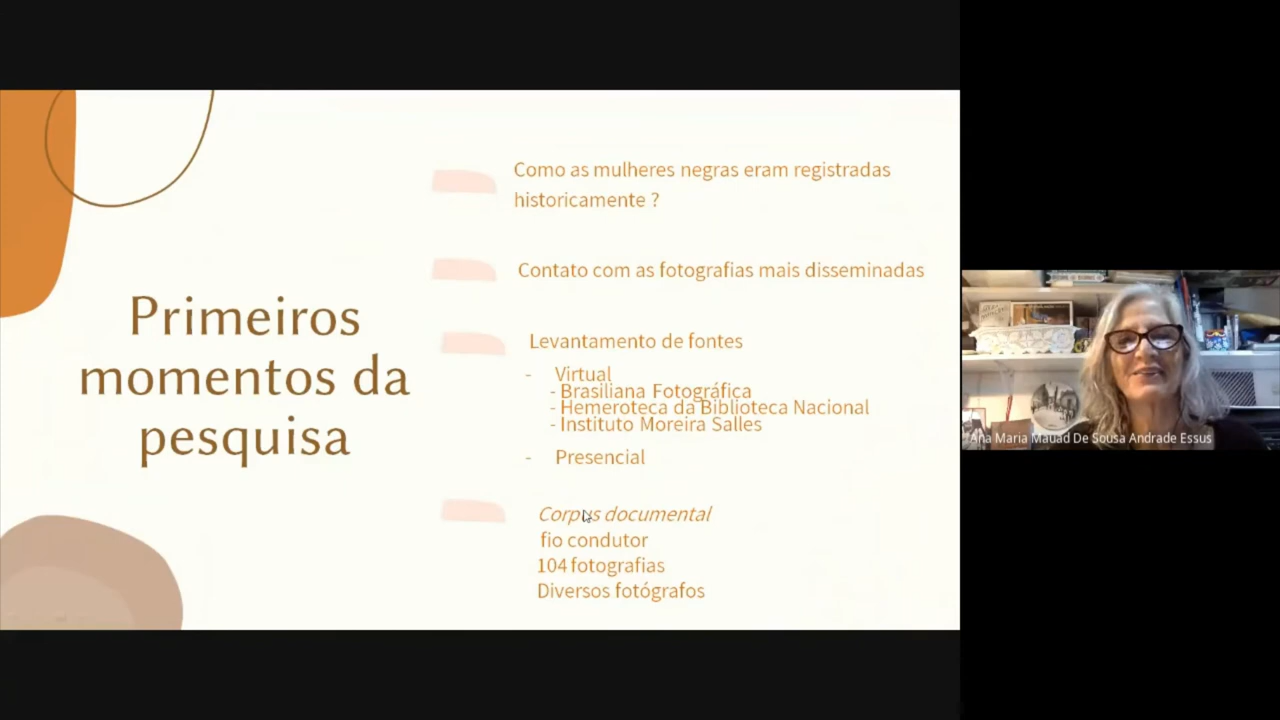 Primeiros
momentos da
pesquisa
Como as mulheres negras eram registradas
historicamente ?
Contato com as fotografias mais disseminadas
Levantamento de fontes
- Virtual
- Brasiliana Fotográfica
- Hemeroteca da Biblioteca Nacional
- Instituto Moreira Salles
- Presencial
Corpus documental
fio condutor
104 fotografias
Diversos fotógrafos
Ana Maria Mauad De Sousa Andrade Essus